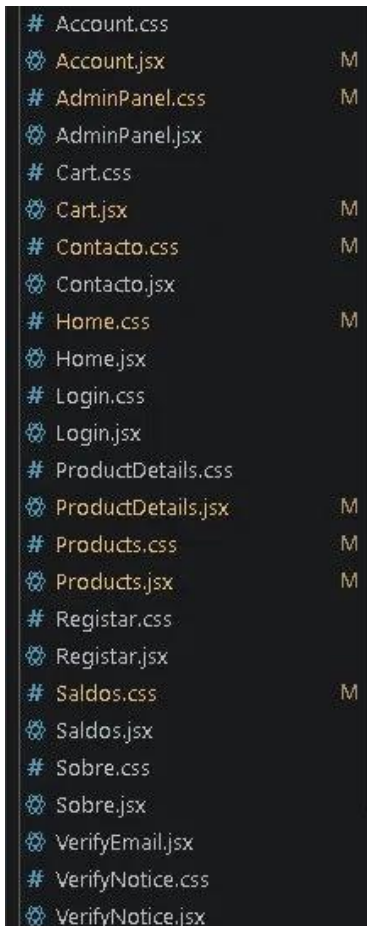 # Account.css
Account.jsx M
# AdminPanel.css M
AdminPanel.jsx
# Cart.css
Cart.jsx M
# Contacto.css M
Contacto.jsx
# Home.css M
Home.jsx
# Login.css
Login.jsx
# ProductDetails.css
ProductDetails.jsx M
# Products.css M
Products.jsx M
# Registar.css
Registar.jsx
# Saldos.css M
Saldos.jsx
# Sobre.css
Sobre.jsx
VerifyEmail.jsx
# VerifyNotice.css
VerifyNotice.jsx